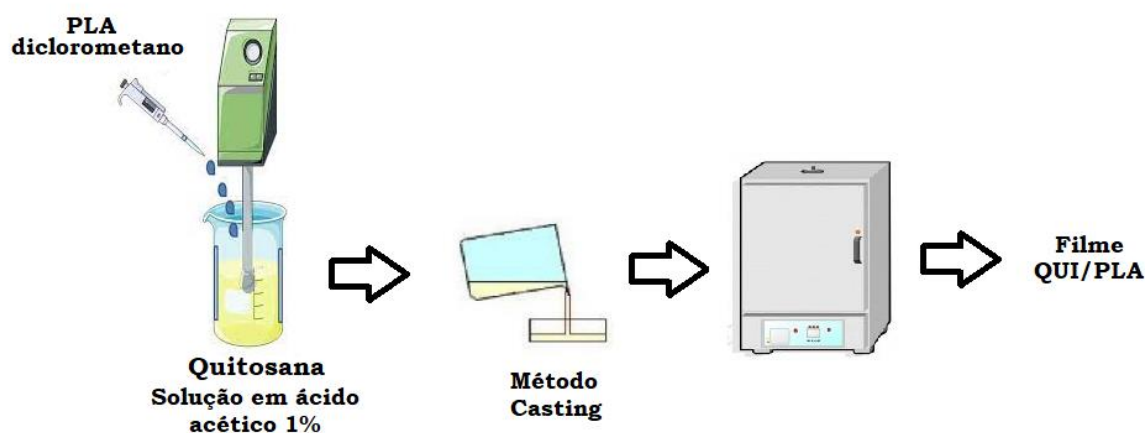 PLA
diclorometano
Quitosana
Solução em ácido
acético 1%
Método
Casting
Filme
QUI/PLA